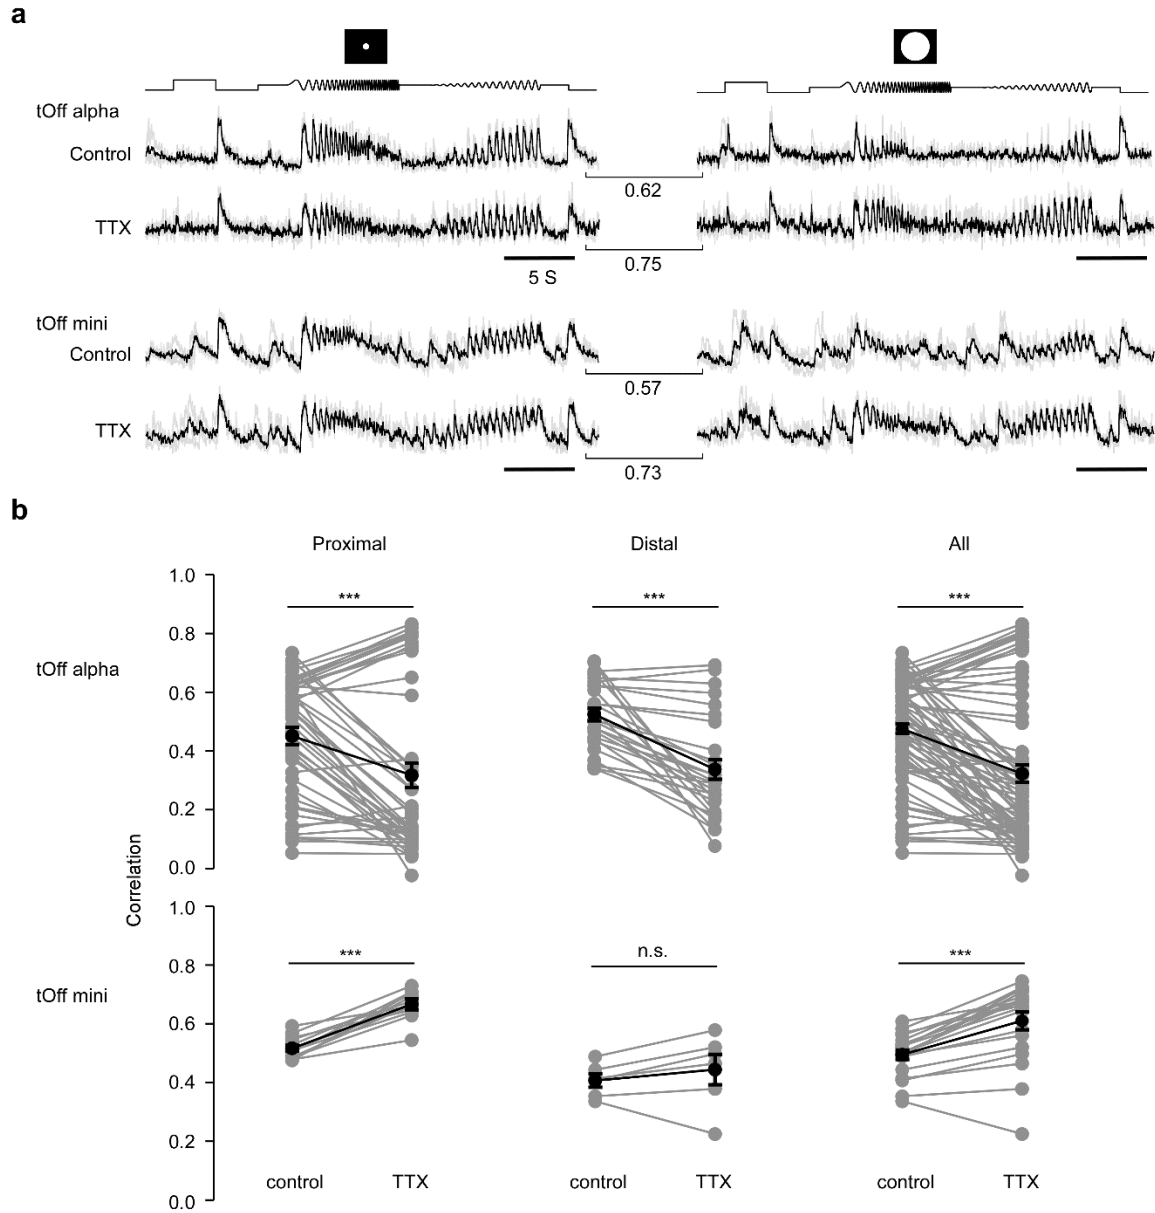 a
tOff alpha
Control
0.62
TTX
0.75
5 S
tOff mini
Control
0.57
TTX
0.73
b
Proximal Distal All
1.0
*** *** ***
0.8
tOff alpha
0.6
0.4
0.2
0.0
Correlation
1.0
*** n.s. ***
0.8
tOff mini
0.6
0.4
0.2
control TTX control TTX control TTX
0.0